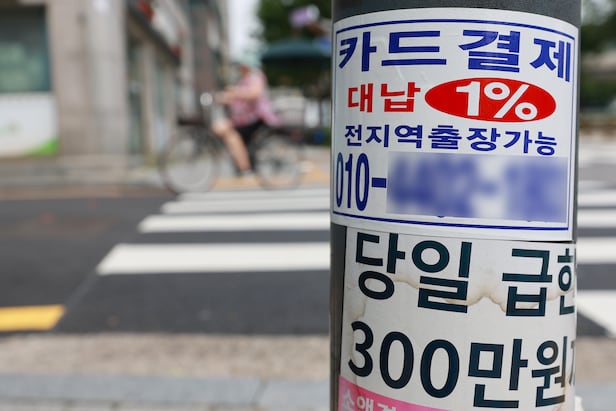 카드결제
대납 1%
전지역출장가능
010-
당일 급한
300만원